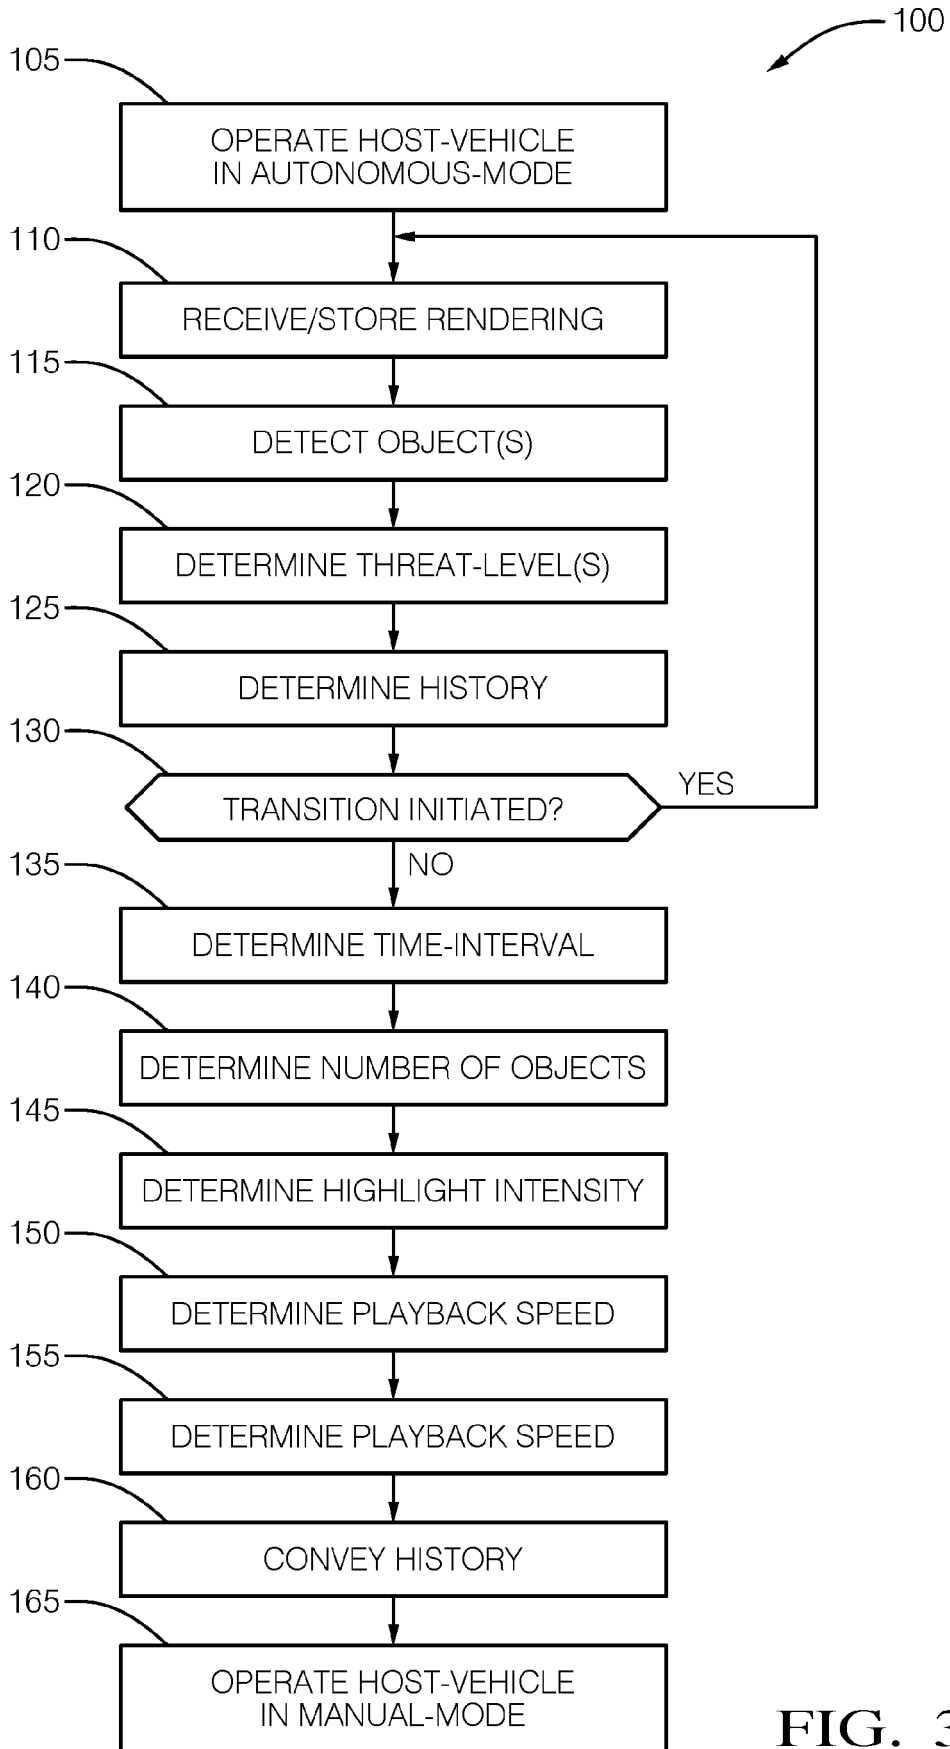 100
105
OPERATE HOST-VEHICLE
IN AUTONOMOUS-MODE
110
RECEIVE/STORE RENDERING
115
DETECT OBJECT(S)
120
DETERMINE THREAT-LEVEL(S)
125
DETERMINE HISTORY
130
TRANSITION INITIATED?
YES
NO
135
DETERMINE TIME-INTERVAL
140
DETERMINE NUMBER OF OBJECTS
145
DETERMINE HIGHLIGHT INTENSITY
150
DETERMINE PLAYBACK SPEED
155
DETERMINE PLAYBACK SPEED
160
CONVEY HISTORY
165
OPERATE HOST-VEHICLE
IN MANUAL-MODE
FIG. 3